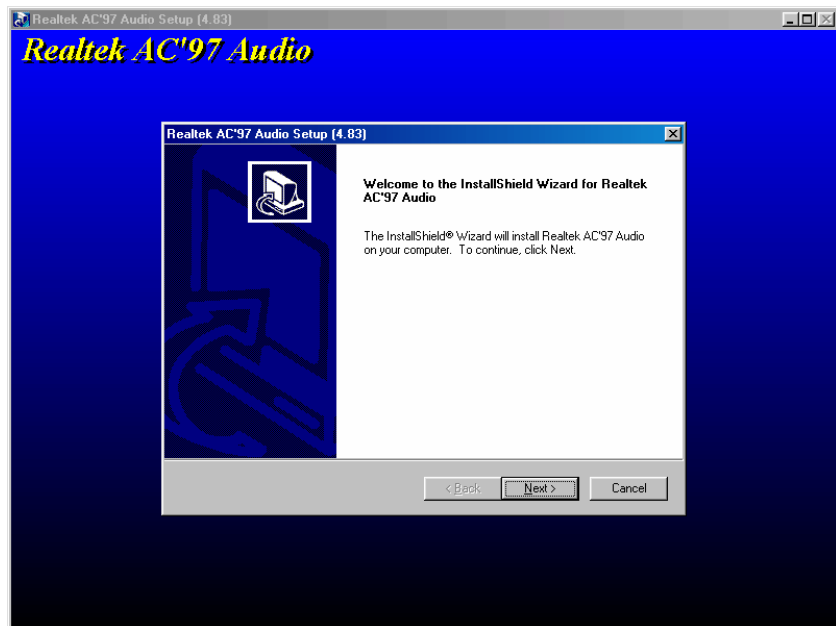 Realtek AC'97 Audio Setup (4.83)
Realtek AC'97 Audio
Realtek AC'97 Audio Setup (4.83)
Welcome to the InstallShield Wizard for Realtek
AC'97 Audio
The InstallShield® Wizard will install Realtek AC'97 Audio
on your computer. To continue, click Next.
< Back
Next >
Cancel